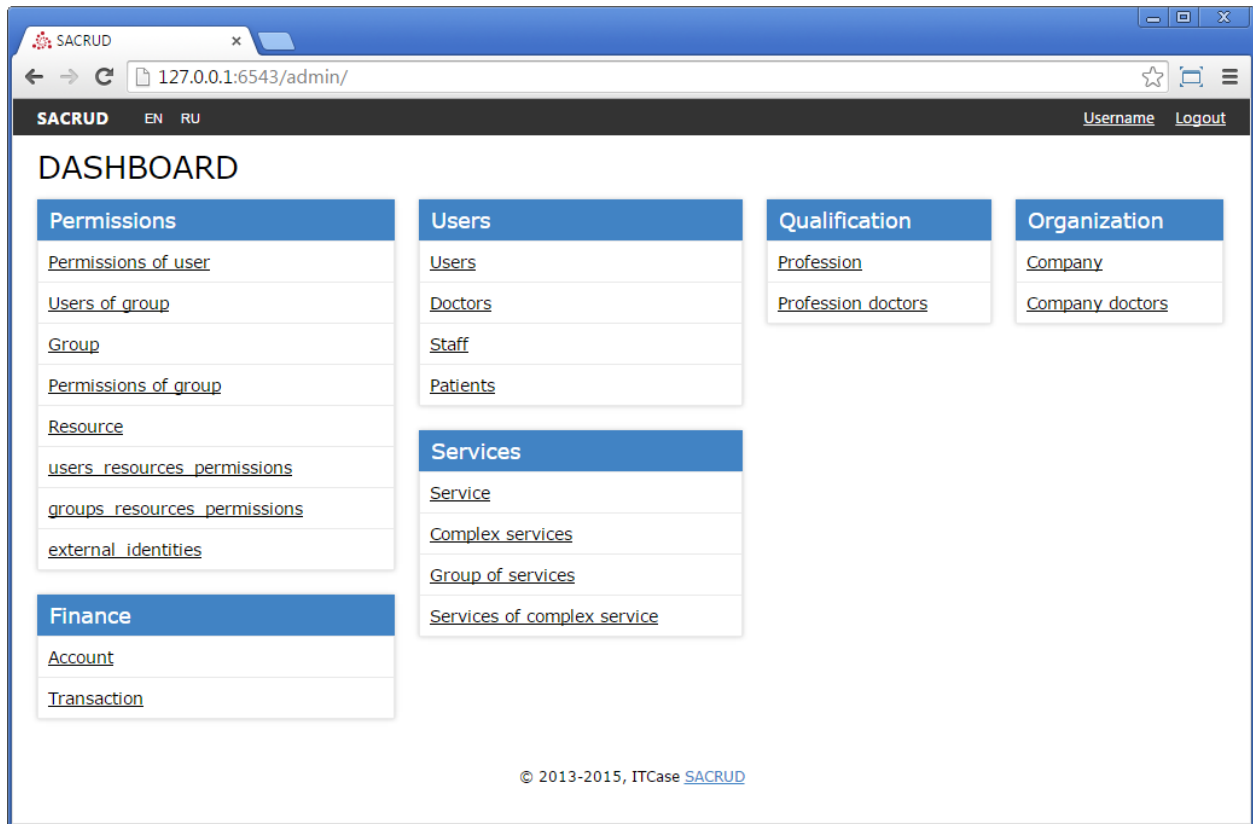 SACRUD
127.0.0.1:6543/admin/
SACRUD EN RU Username Logout
DASHBOARD
Permissions
Permissions of user
Users of group
Group
Permissions of group
Resource
users_resources_permissions
groups_resources_permissions
external_identities
Finance
Account
Transaction
Users
Users
Doctors
Staff
Patients
Services
Service
Complex services
Group of services
Services of complex service
Qualification
Profession
Profession doctors
Organization
Company
Company doctors
© 2013-2015, ITCase SACRUD